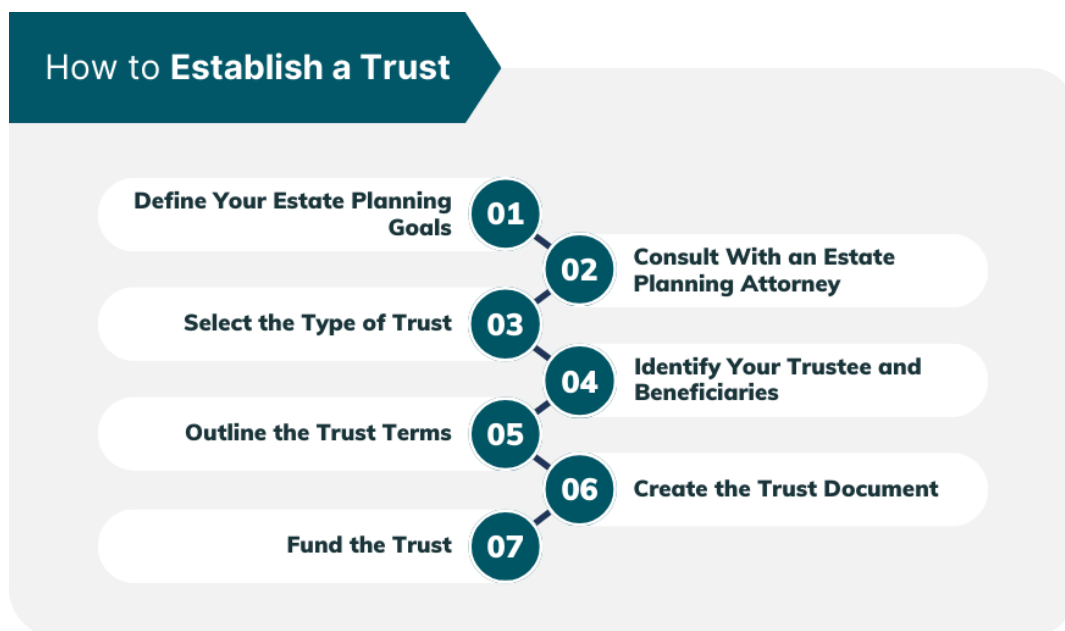 How to Establish a Trust
Define Your Estate Planning
Goals
01
02
Consult With an Estate
Planning Attorney
Select the Type of Trust
03
04
Identify Your Trustee and
Beneficiaries
Outline the Trust Terms
05
06
Create the Trust Document
Fund the Trust
07